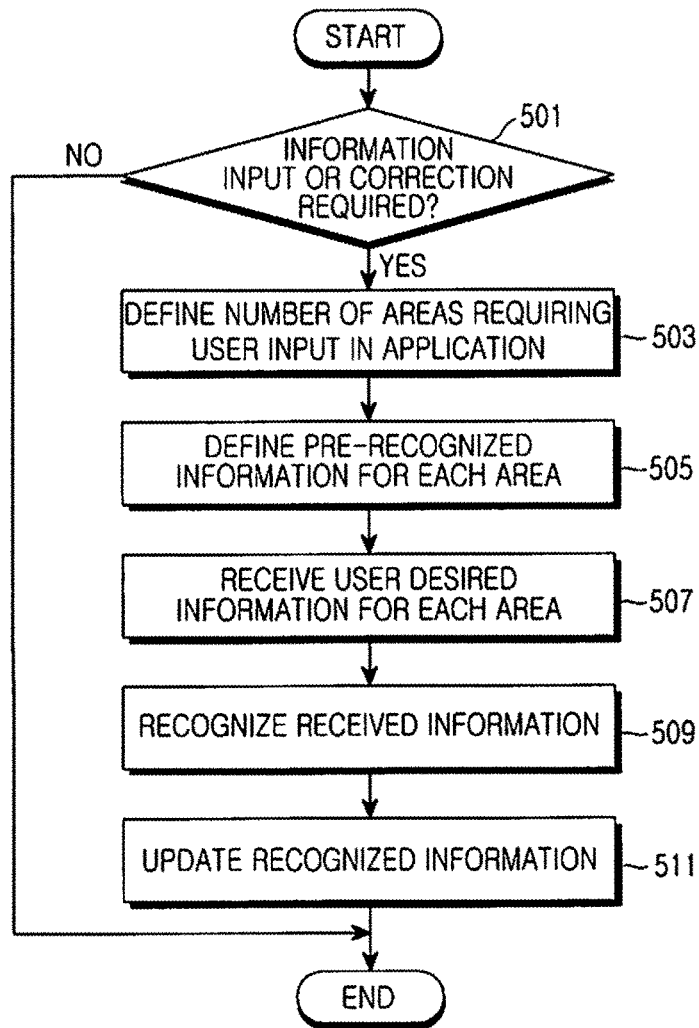 START
501
INFORMATION
INPUT OR CORRECTION
REQUIRED?
NO
YES
DEFINE NUMBER OF AREAS REQUIRING
USER INPUT IN APPLICATION
503
DEFINE PRE-RECOGNIZED
INFORMATION FOR EACH AREA
505
RECEIVE USER DESIRED
INFORMATION FOR EACH AREA
507
RECOGNIZE RECEIVED INFORMATION
509
UPDATE RECOGNIZED INFORMATION
511
END